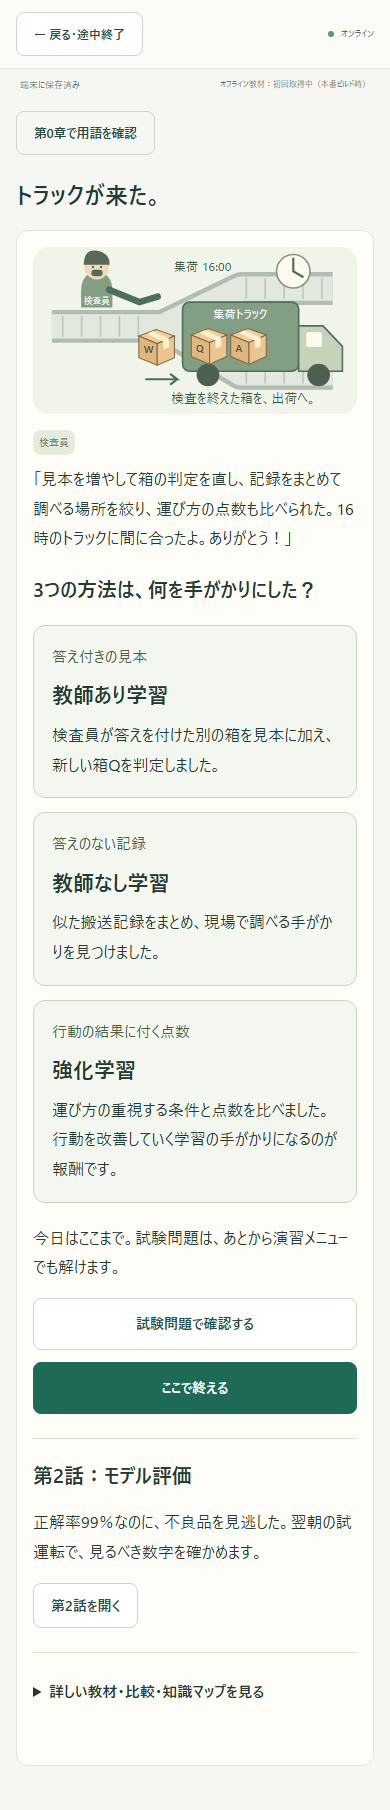 ← 戻る・途中終了
オンライン
端末に保存済み
オフライン教材：初回取得中（本番ビルド時）
第0章で用語を確認
トラックが来た。
集荷 16:00
検査員
集荷トラック
W
Q
A
検査を終えた箱を、出荷へ。
検査員
「見本を増やして箱の判定を直し、記録をまとめて
調べる場所を絞り、運び方の点数も比べられた。16
時のトラックに間に合ったよ。ありがとう！」
3つの方法は、何を手がかりにした？
答え付きの見本
教師あり学習
検査員が答えを付けた別の箱を見本に加え、
新しい箱Qを判定しました。
答えのない記録
教師なし学習
似た搬送記録をまとめ、現場で調べる手がか
りを見つけました。
行動の結果に付く点数
強化学習
運び方の重視する条件と点数を比べました。
行動を改善していく学習の手がかりになるのが
報酬です。
今日はここまで。試験問題は、あとから演習メニュー
でも解けます。
試験問題で確認する
ここで終える
第2話：モデル評価
正解率99%なのに、不良品を見逃した。翌朝の試
運転で、見るべき数字を確かめます。
第2話を開く
▶ 詳しい教材・比較・知識マップを見る